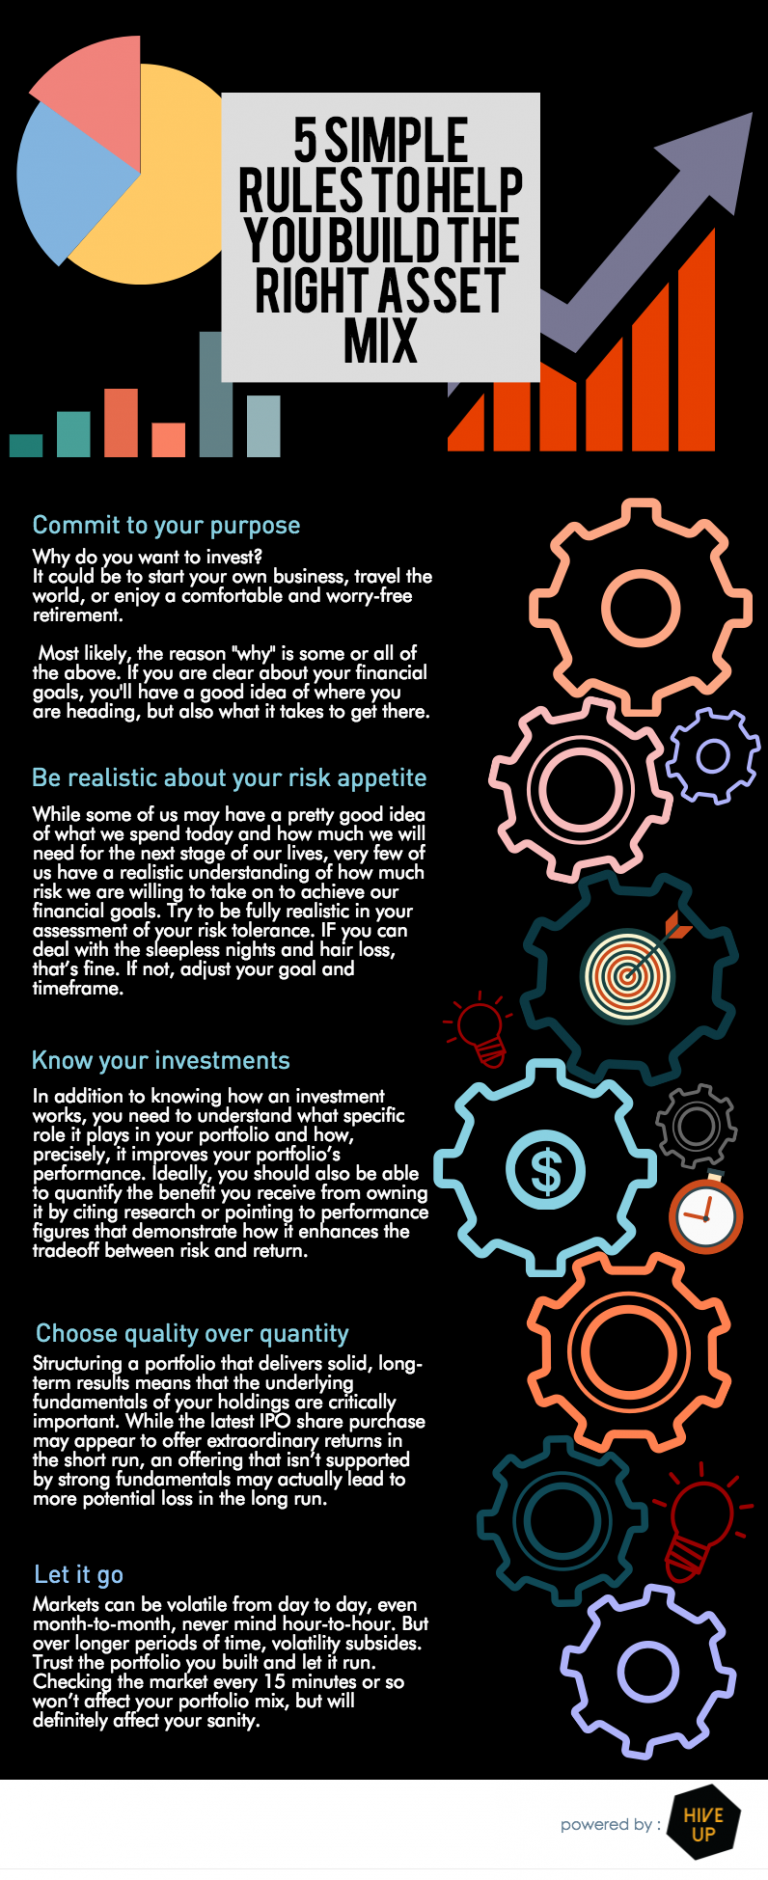 5 SIMPLE
RULES TO HELP
YOU BUILD THE
RIGHT ASSET
MIX
Commit to your purpose
Why do you want to invest?
It could be to start your own business, travel the
world, or enjoy a comfortable and worry-free
retirement.
Most likely, the reason "why" is some or all of
the above. If you are clear about your financial
goals, you'll have a good idea of where you
are heading, but also what it takes to get there.
Be realistic about your risk appetite
While some of us may have a pretty good idea
of what we spend today and how much we will
need for the next stage of our lives, very few of
us have a realistic understanding of how much
risk we are willing to take on to achieve our
financial goals. Try to be fully realistic in your
assessment of your risk tolerance. IF you can
deal with the sleepless nights and hair loss,
that's fine. If not, adjust your goal and
timeframe.
Know your investments
In addition to knowing how an investment
works, you need to understand what specific
role it plays in your portfolio and how,
precisely, it improves your portfolio's
performance. Ideally, you should also be able
to quantify the benefit you receive from owning
it by citing research or pointing to performance
figures that demonstrate how it enhances the
tradeoff between risk and return.
$
Choose quality over quantity
Structuring a portfolio that delivers solid, long-
term results means that the underlying
fundamentals of your holdings are critically
important. While the latest IPO share purchase
may appear to offer extraordinary returns in
the short run, an offering that isn't supported
by strong fundamentals may actually lead to
more potential loss in the long run.
Let it go
Markets can be volatile from day to day, even
month-to-month, never mind hour-to-hour. But
over longer periods of time, volatility subsides.
Trust the portfolio you built and let it run.
Checking the market every 15 minutes or so
won't affect your portfolio mix, but will
definitely affect your sanity.
powered by :
HIVE
UP